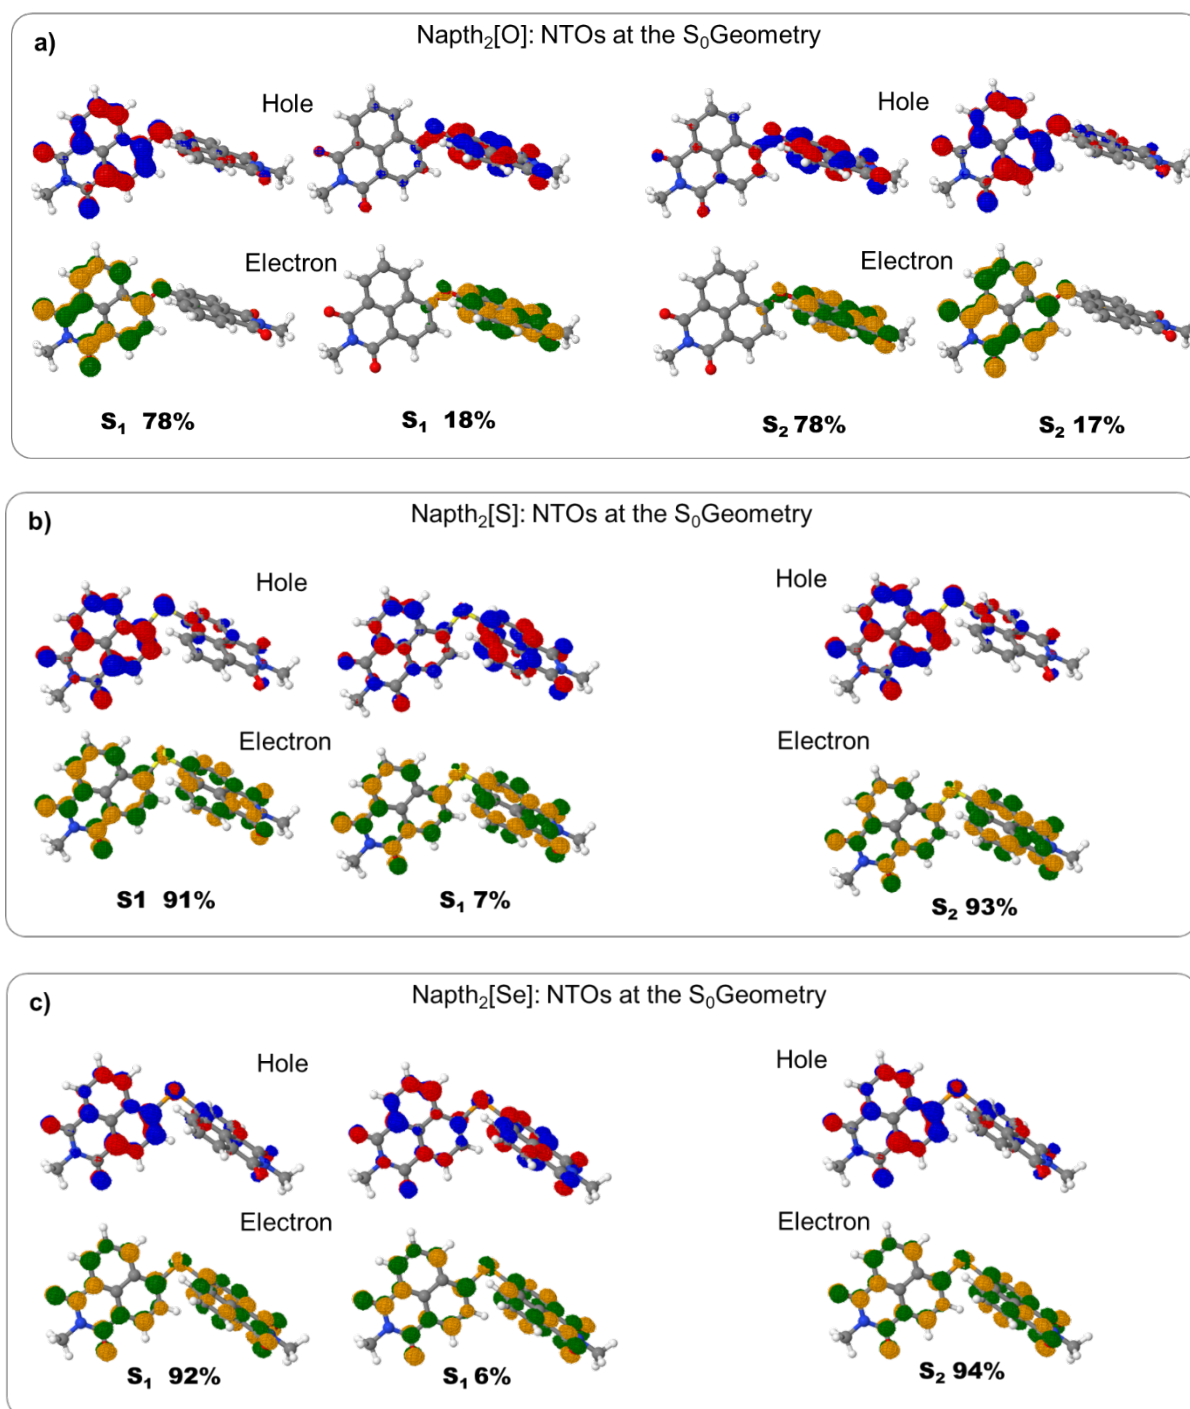 a)
Napth₂[O]: NTOs at the S₀Geometry
Hole
Hole
Electron
Electron
S₁ 78%
S₁ 18%
S₂ 78%
S₂ 17%
b)
Napth₂[S]: NTOs at the S₀Geometry
Hole
Hole
Electron
Electron
S1 91%
S₁ 7%
S₂ 93%
c)
Napth₂[Se]: NTOs at the S₀Geometry
Hole
Hole
Electron
Electron
S₁ 92%
S₁ 6%
S₂ 94%